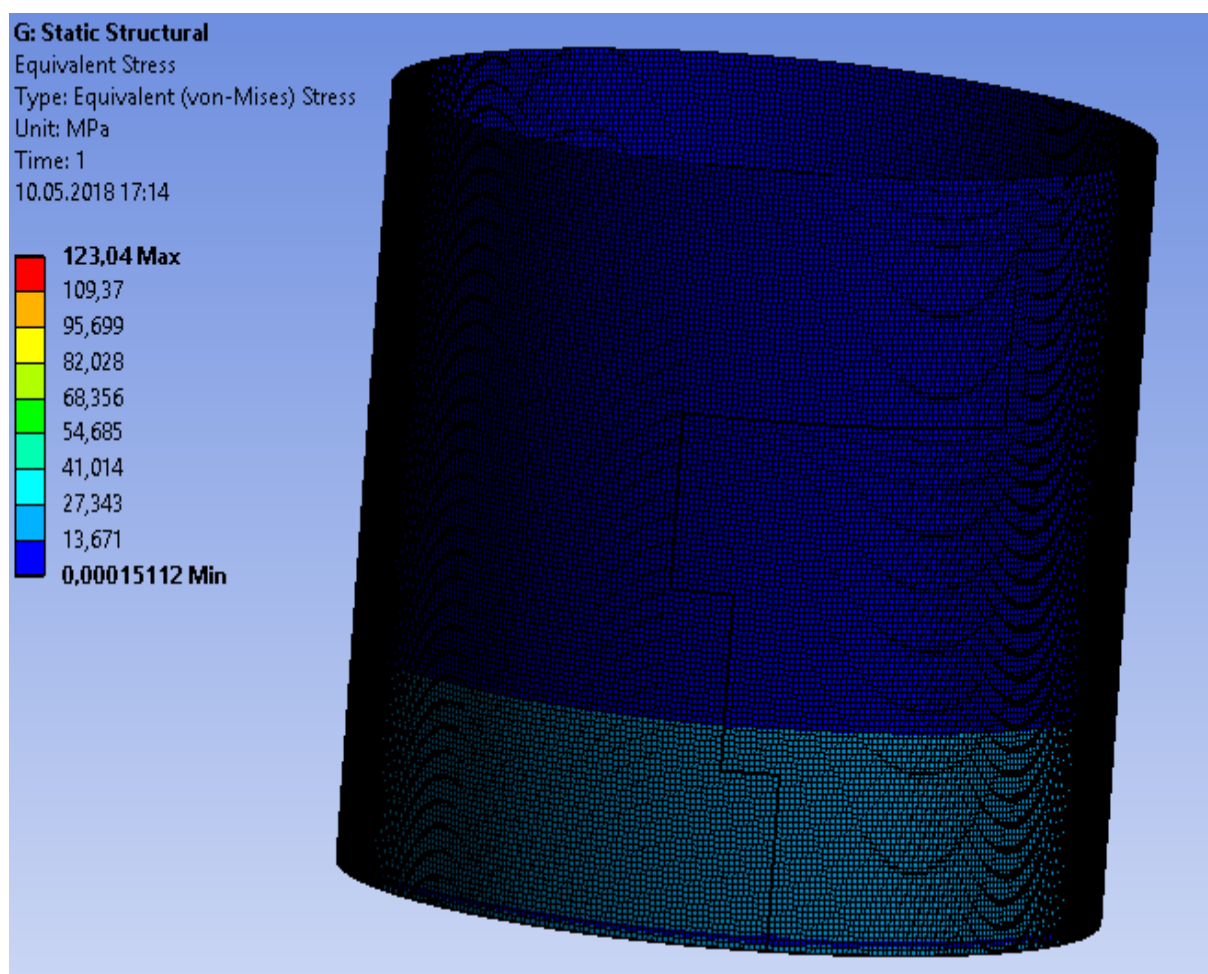 G: Static Structural
Equivalent Stress
Type: Equivalent (von-Mises) Stress
Unit: MPa
Time: 1
10.05.2018 17:14
123,04 Max
109,37
95,699
82,028
68,356
54,685
41,014
27,343
13,671
0,00015112 Min